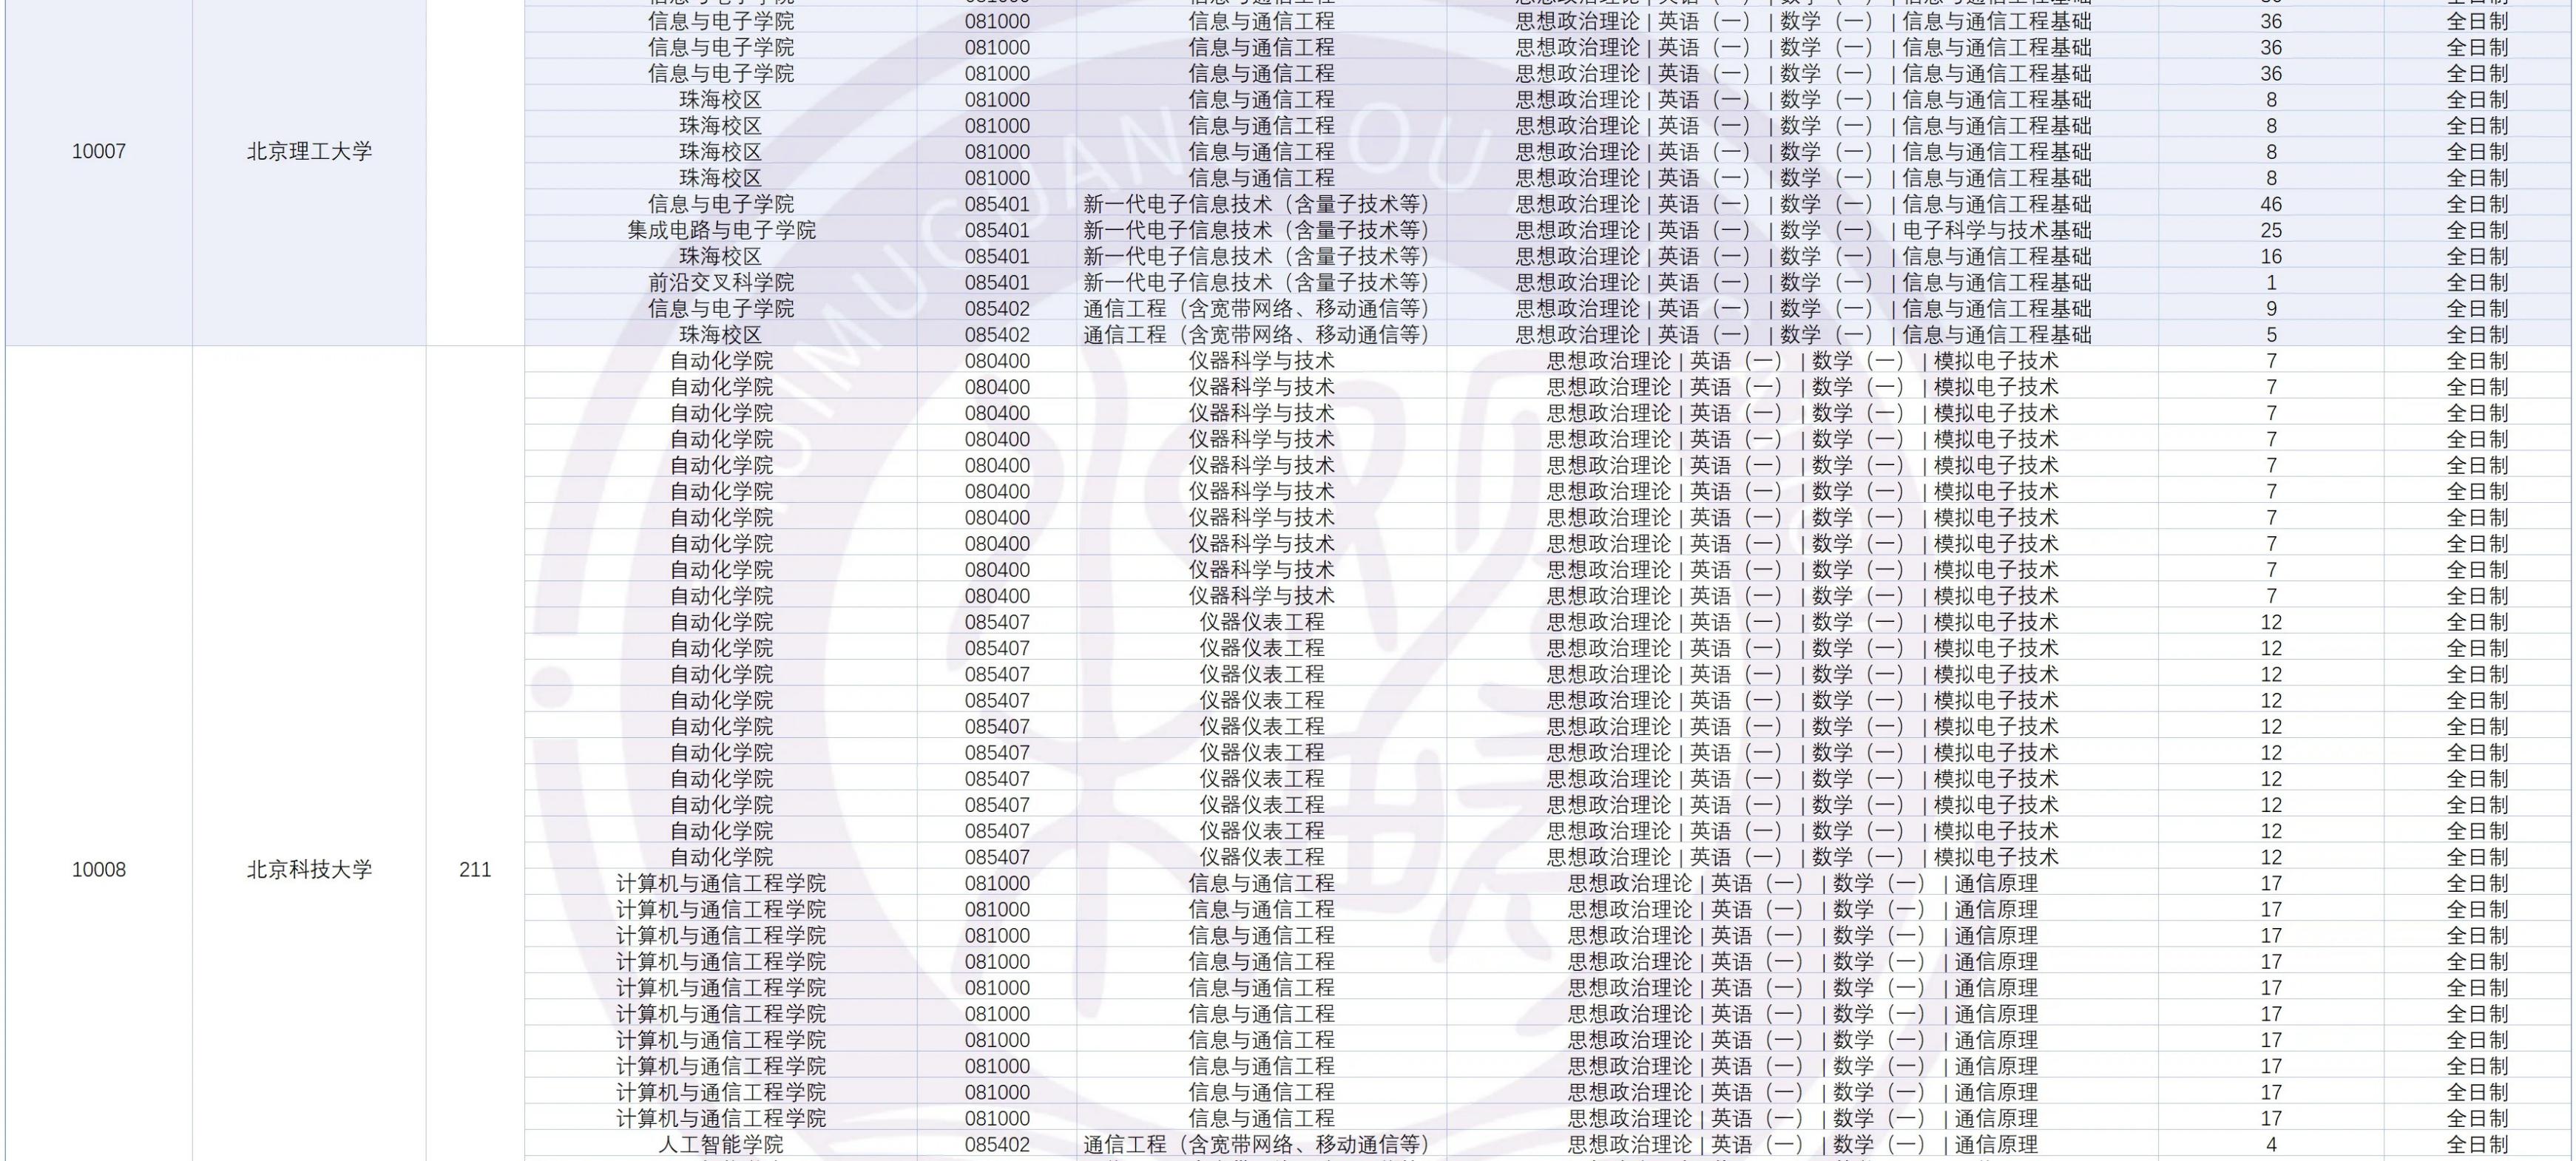 信息与电子学院 081000 信息与通信工程 思想政治理论 | 英语（一） | 数学（一） | 信息与通信工程基础 36 全日制
信息与电子学院 081000 信息与通信工程 思想政治理论 | 英语（一） | 数学（一） | 信息与通信工程基础 36 全日制
信息与电子学院 081000 信息与通信工程 思想政治理论 | 英语（一） | 数学（一） | 信息与通信工程基础 36 全日制
珠海校区 081000 信息与通信工程 思想政治理论 | 英语（一） | 数学（一） | 信息与通信工程基础 8 全日制
珠海校区 081000 信息与通信工程 思想政治理论 | 英语（一） | 数学（一） | 信息与通信工程基础 8 全日制
10007 北京理工大学 珠海校区 081000 信息与通信工程 思想政治理论 | 英语（一） | 数学（一） | 信息与通信工程基础 8 全日制
珠海校区 081000 信息与通信工程 思想政治理论 | 英语（一） | 数学（一） | 信息与通信工程基础 8 全日制
信息与电子学院 085401 新一代电子信息技术（含量子技术等） 思想政治理论 | 英语（一） | 数学（一） | 信息与通信工程基础 46 全日制
集成电路与电子学院 085401 新一代电子信息技术（含量子技术等） 思想政治理论 | 英语（一） | 数学（一） | 电子科学与技术基础 25 全日制
珠海校区 085401 新一代电子信息技术（含量子技术等） 思想政治理论 | 英语（一） | 数学（一） | 信息与通信工程基础 16 全日制
前沿交叉科学院 085401 新一代电子信息技术（含量子技术等） 思想政治理论 | 英语（一） | 数学（一） | 信息与通信工程基础 1 全日制
信息与电子学院 085402 通信工程（含宽带网络、移动通信等） 思想政治理论 | 英语（一） | 数学（一） | 信息与通信工程基础 9 全日制
珠海校区 085402 通信工程（含宽带网络、移动通信等） 思想政治理论 | 英语（一） | 数学（一） | 信息与通信工程基础 5 全日制
自动化学院 080400 仪器科学与技术 思想政治理论 | 英语（一） | 数学（一） | 模拟电子技术 7 全日制
自动化学院 080400 仪器科学与技术 思想政治理论 | 英语（一） | 数学（一） | 模拟电子技术 7 全日制
自动化学院 080400 仪器科学与技术 思想政治理论 | 英语（一） | 数学（一） | 模拟电子技术 7 全日制
自动化学院 080400 仪器科学与技术 思想政治理论 | 英语（一） | 数学（一） | 模拟电子技术 7 全日制
自动化学院 080400 仪器科学与技术 思想政治理论 | 英语（一） | 数学（一） | 模拟电子技术 7 全日制
自动化学院 080400 仪器科学与技术 思想政治理论 | 英语（一） | 数学（一） | 模拟电子技术 7 全日制
自动化学院 080400 仪器科学与技术 思想政治理论 | 英语（一） | 数学（一） | 模拟电子技术 7 全日制
自动化学院 080400 仪器科学与技术 思想政治理论 | 英语（一） | 数学（一） | 模拟电子技术 7 全日制
自动化学院 080400 仪器科学与技术 思想政治理论 | 英语（一） | 数学（一） | 模拟电子技术 7 全日制
自动化学院 080400 仪器科学与技术 思想政治理论 | 英语（一） | 数学（一） | 模拟电子技术 7 全日制
自动化学院 085407 仪器仪表工程 思想政治理论 | 英语（一） | 数学（一） | 模拟电子技术 12 全日制
自动化学院 085407 仪器仪表工程 思想政治理论 | 英语（一） | 数学（一） | 模拟电子技术 12 全日制
自动化学院 085407 仪器仪表工程 思想政治理论 | 英语（一） | 数学（一） | 模拟电子技术 12 全日制
自动化学院 085407 仪器仪表工程 思想政治理论 | 英语（一） | 数学（一） | 模拟电子技术 12 全日制
自动化学院 085407 仪器仪表工程 思想政治理论 | 英语（一） | 数学（一） | 模拟电子技术 12 全日制
自动化学院 085407 仪器仪表工程 思想政治理论 | 英语（一） | 数学（一） | 模拟电子技术 12 全日制
自动化学院 085407 仪器仪表工程 思想政治理论 | 英语（一） | 数学（一） | 模拟电子技术 12 全日制
自动化学院 085407 仪器仪表工程 思想政治理论 | 英语（一） | 数学（一） | 模拟电子技术 12 全日制
自动化学院 085407 仪器仪表工程 思想政治理论 | 英语（一） | 数学（一） | 模拟电子技术 12 全日制
自动化学院 085407 仪器仪表工程 思想政治理论 | 英语（一） | 数学（一） | 模拟电子技术 12 全日制
10008 北京科技大学 211 计算机与通信工程学院 081000 信息与通信工程 思想政治理论 | 英语（一） | 数学（一） | 通信原理 17 全日制
计算机与通信工程学院 081000 信息与通信工程 思想政治理论 | 英语（一） | 数学（一） | 通信原理 17 全日制
计算机与通信工程学院 081000 信息与通信工程 思想政治理论 | 英语（一） | 数学（一） | 通信原理 17 全日制
计算机与通信工程学院 081000 信息与通信工程 思想政治理论 | 英语（一） | 数学（一） | 通信原理 17 全日制
计算机与通信工程学院 081000 信息与通信工程 思想政治理论 | 英语（一） | 数学（一） | 通信原理 17 全日制
计算机与通信工程学院 081000 信息与通信工程 思想政治理论 | 英语（一） | 数学（一） | 通信原理 17 全日制
计算机与通信工程学院 081000 信息与通信工程 思想政治理论 | 英语（一） | 数学（一） | 通信原理 17 全日制
计算机与通信工程学院 081000 信息与通信工程 思想政治理论 | 英语（一） | 数学（一） | 通信原理 17 全日制
计算机与通信工程学院 081000 信息与通信工程 思想政治理论 | 英语（一） | 数学（一） | 通信原理 17 全日制
计算机与通信工程学院 081000 信息与通信工程 思想政治理论 | 英语（一） | 数学（一） | 通信原理 17 全日制
人工智能学院 085402 通信工程（含宽带网络、移动通信等） 思想政治理论 | 英语（一） | 数学（一） | 通信原理 4 全日制